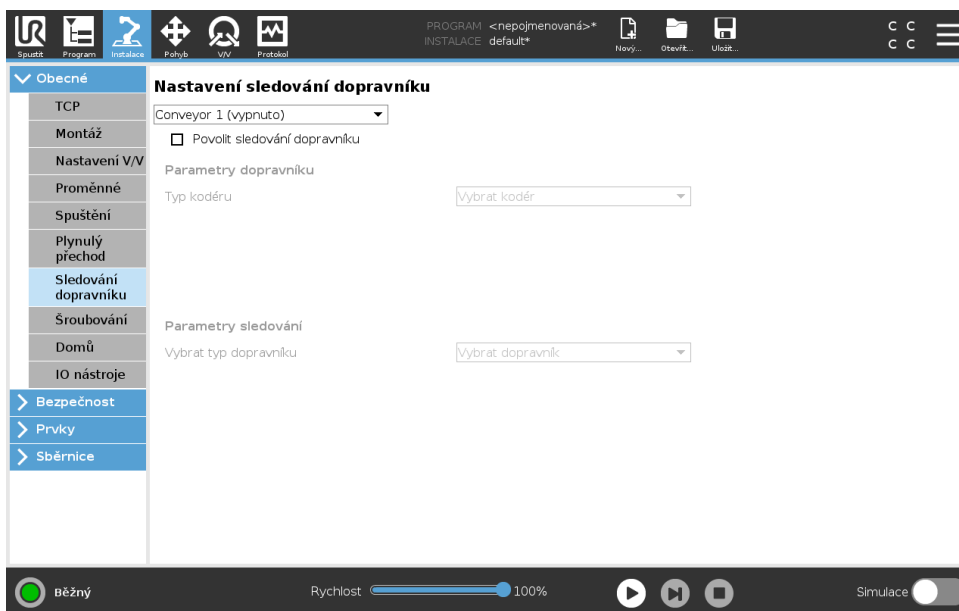 UR
PROGRAM <nepojmenovaná>*
INSTALACE default*
Spustit Program Instalace Pohyb V/V Protokol Nový... Otevřít... Uložit...
C C
C C
Obecné
TCP
Montáž
Nastavení V/V
Proměnné
Spuštění
Plynulý
přechod
Sledování
dopravníku
Šroubování
Domů
IO nástroje
Bezpečnost
Prvky
Sběrnice
Nastavení sledování dopravníku
Conveyor 1 (vypnuto)
Povolit sledování dopravníku
Parametry dopravníku
Typ kodéru Vybrat kodér
Parametry sledování
Vybrat typ dopravníku Vybrat dopravník
Běžný Rychlost 100% Simulace